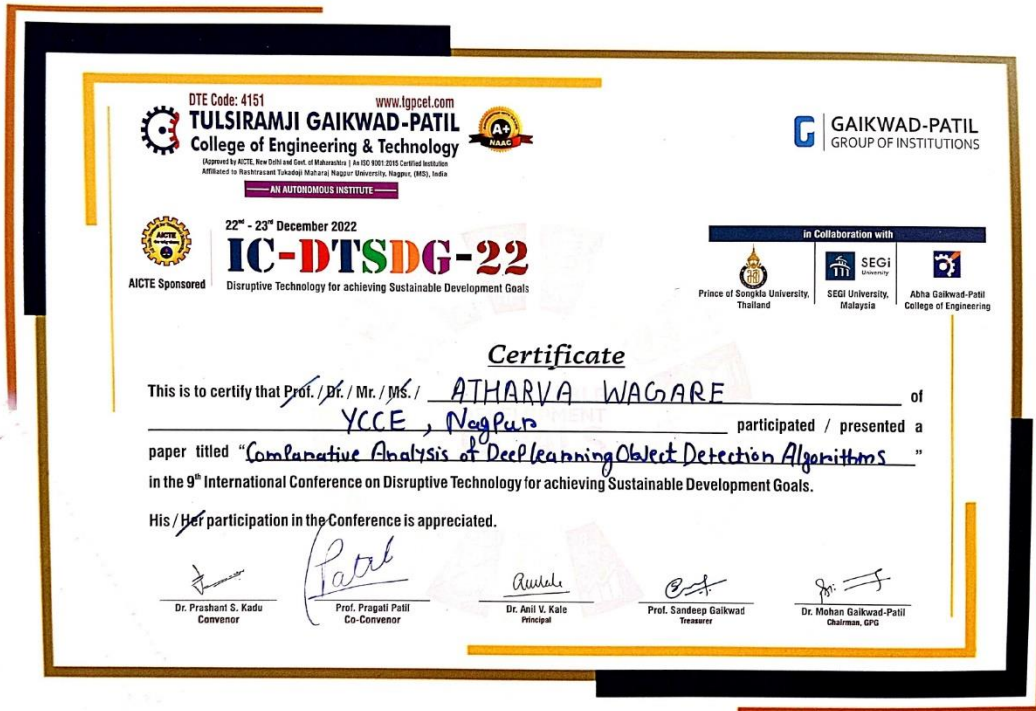 DTE Code: 4151 www.tgpcet.com
TULSIRAMJI GAIKWAD-PATIL
College of Engineering & Technology
(Approved by AICTE, New Delhi and Govt. of Maharashtra | An ISO 9001:2015 Certified Institution
Affiliated to Rashtrasant Tukadoji Maharaj Nagpur University, Nagpur, (MS), India
AN AUTONOMOUS INSTITUTE
A+
NAAC
GAIKWAD-PATIL
GROUP OF INSTITUTIONS
AICTE
AICTE Sponsored
22nd - 23rd December 2022
IC-DTSDG-22
Disruptive Technology for achieving Sustainable Development Goals
in Collaboration with
Prince of Songkla University,
Thailand
SEGi
University
SEGI University,
Malaysia
Abha Gaikwad-Patil
College of Engineering
Certificate
This is to certify that Prof. / Dr. / Mr. / Ms. / ATHARVA WAGARE of
YCCE, Nagpur participated / presented a
paper titled "Comparative Analysis of Deep learning Object Detection Algorithms"
in the 9th International Conference on Disruptive Technology for achieving Sustainable Development Goals.
His / Her participation in the Conference is appreciated.
Patil
Dr. Prashant S. Kadu
Convenor
Prof. Pragati Patil
Co-Convenor
Dr. Anil V. Kale
Principal
Prof. Sandeep Gaikwad
Treasurer
Dr. Mohan Gaikwad-Patil
Chairman, GPG